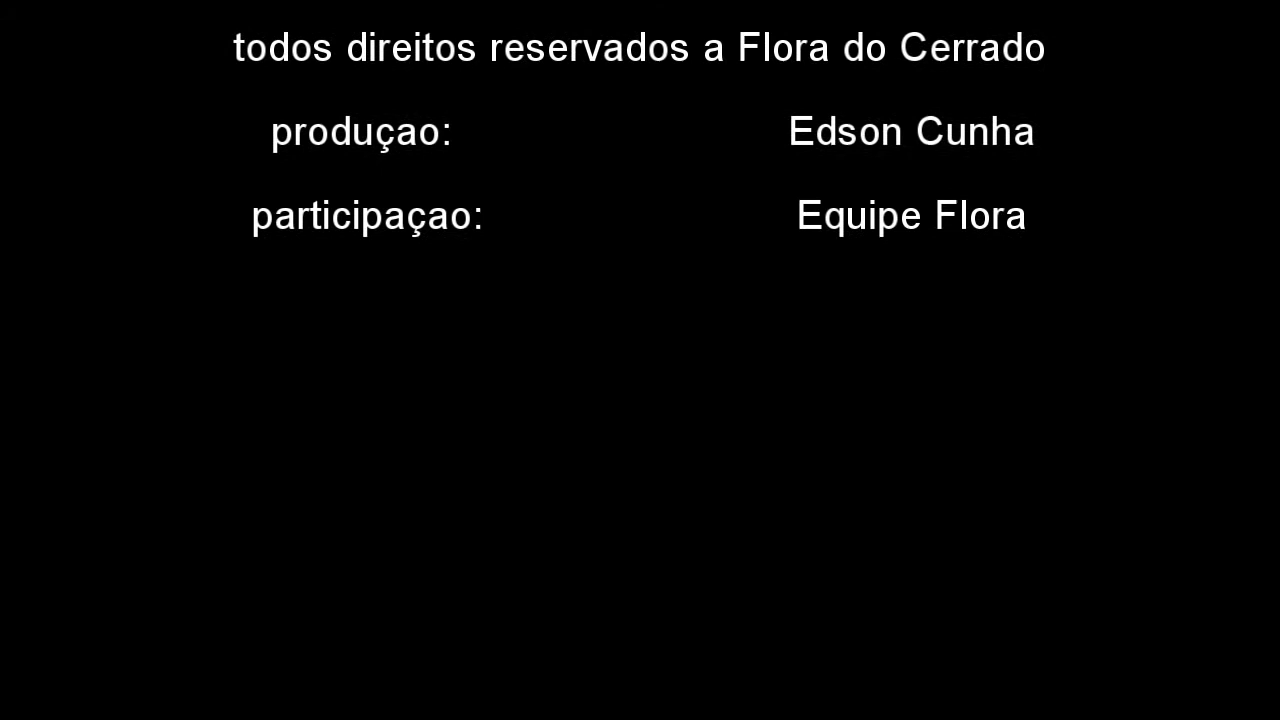 todos direitos reservados a Flora do Cerrado
produçao: Edson Cunha
participaçao: Equipe Flora